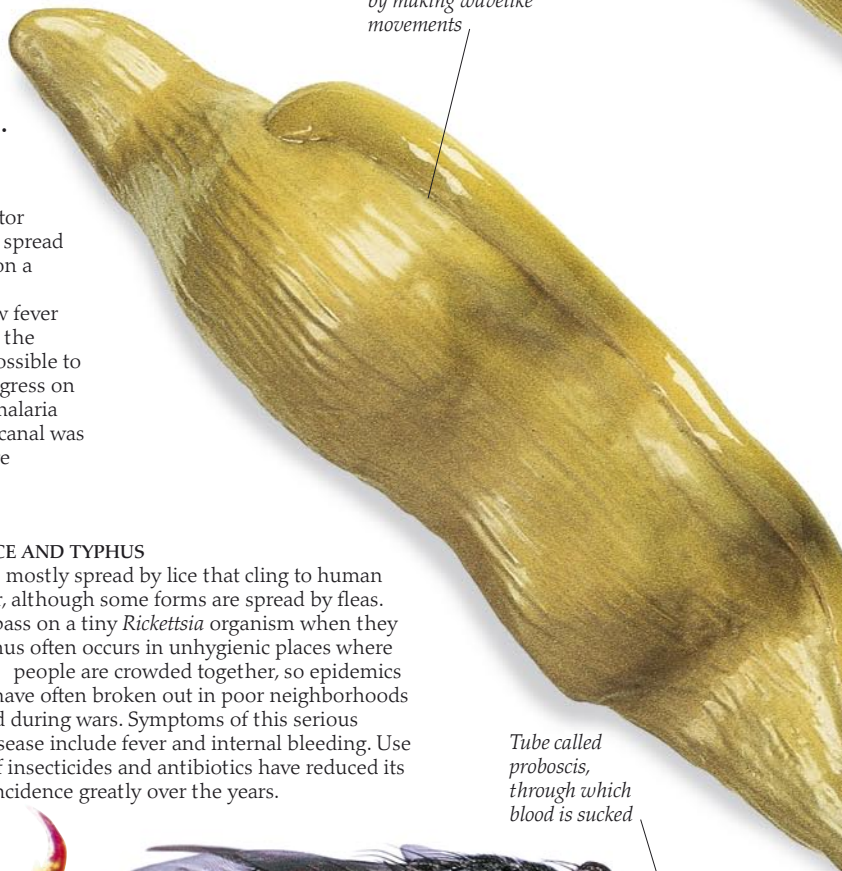 by making wavelike
movements
.
tor
spread
on a
fever
the
ossible to
gress on
malaria
canal was
e
CE AND TYPHUS
mostly spread by lice that cling to human
, although some forms are spread by fleas.
pass on a tiny Rickettsia organism when they
us often occurs in unhygienic places where
people are crowded together, so epidemics
have often broken out in poor neighborhoods
d during wars. Symptoms of this serious
sease include fever and internal bleeding. Use
f insecticides and antibiotics have reduced its
ncidence greatly over the years.
Tube called
proboscis,
through which
blood is sucked